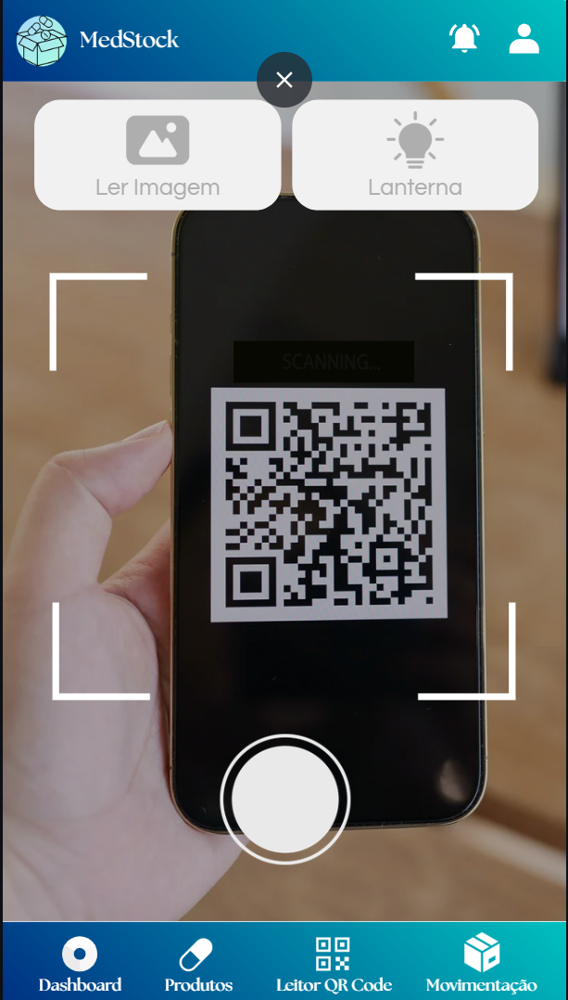 MedStock
Ler Imagem
Lanterna
SCANNING...
Dashboard
Produtos
Leitor QR Code
Movimentação